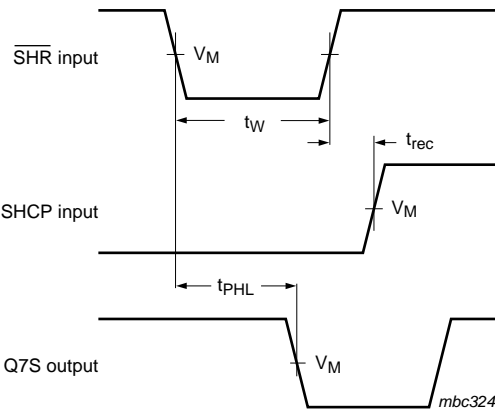 SHR input
VM
tW
trec
SHCP input
VM
tPHL
Q7S output
VM
mbc324